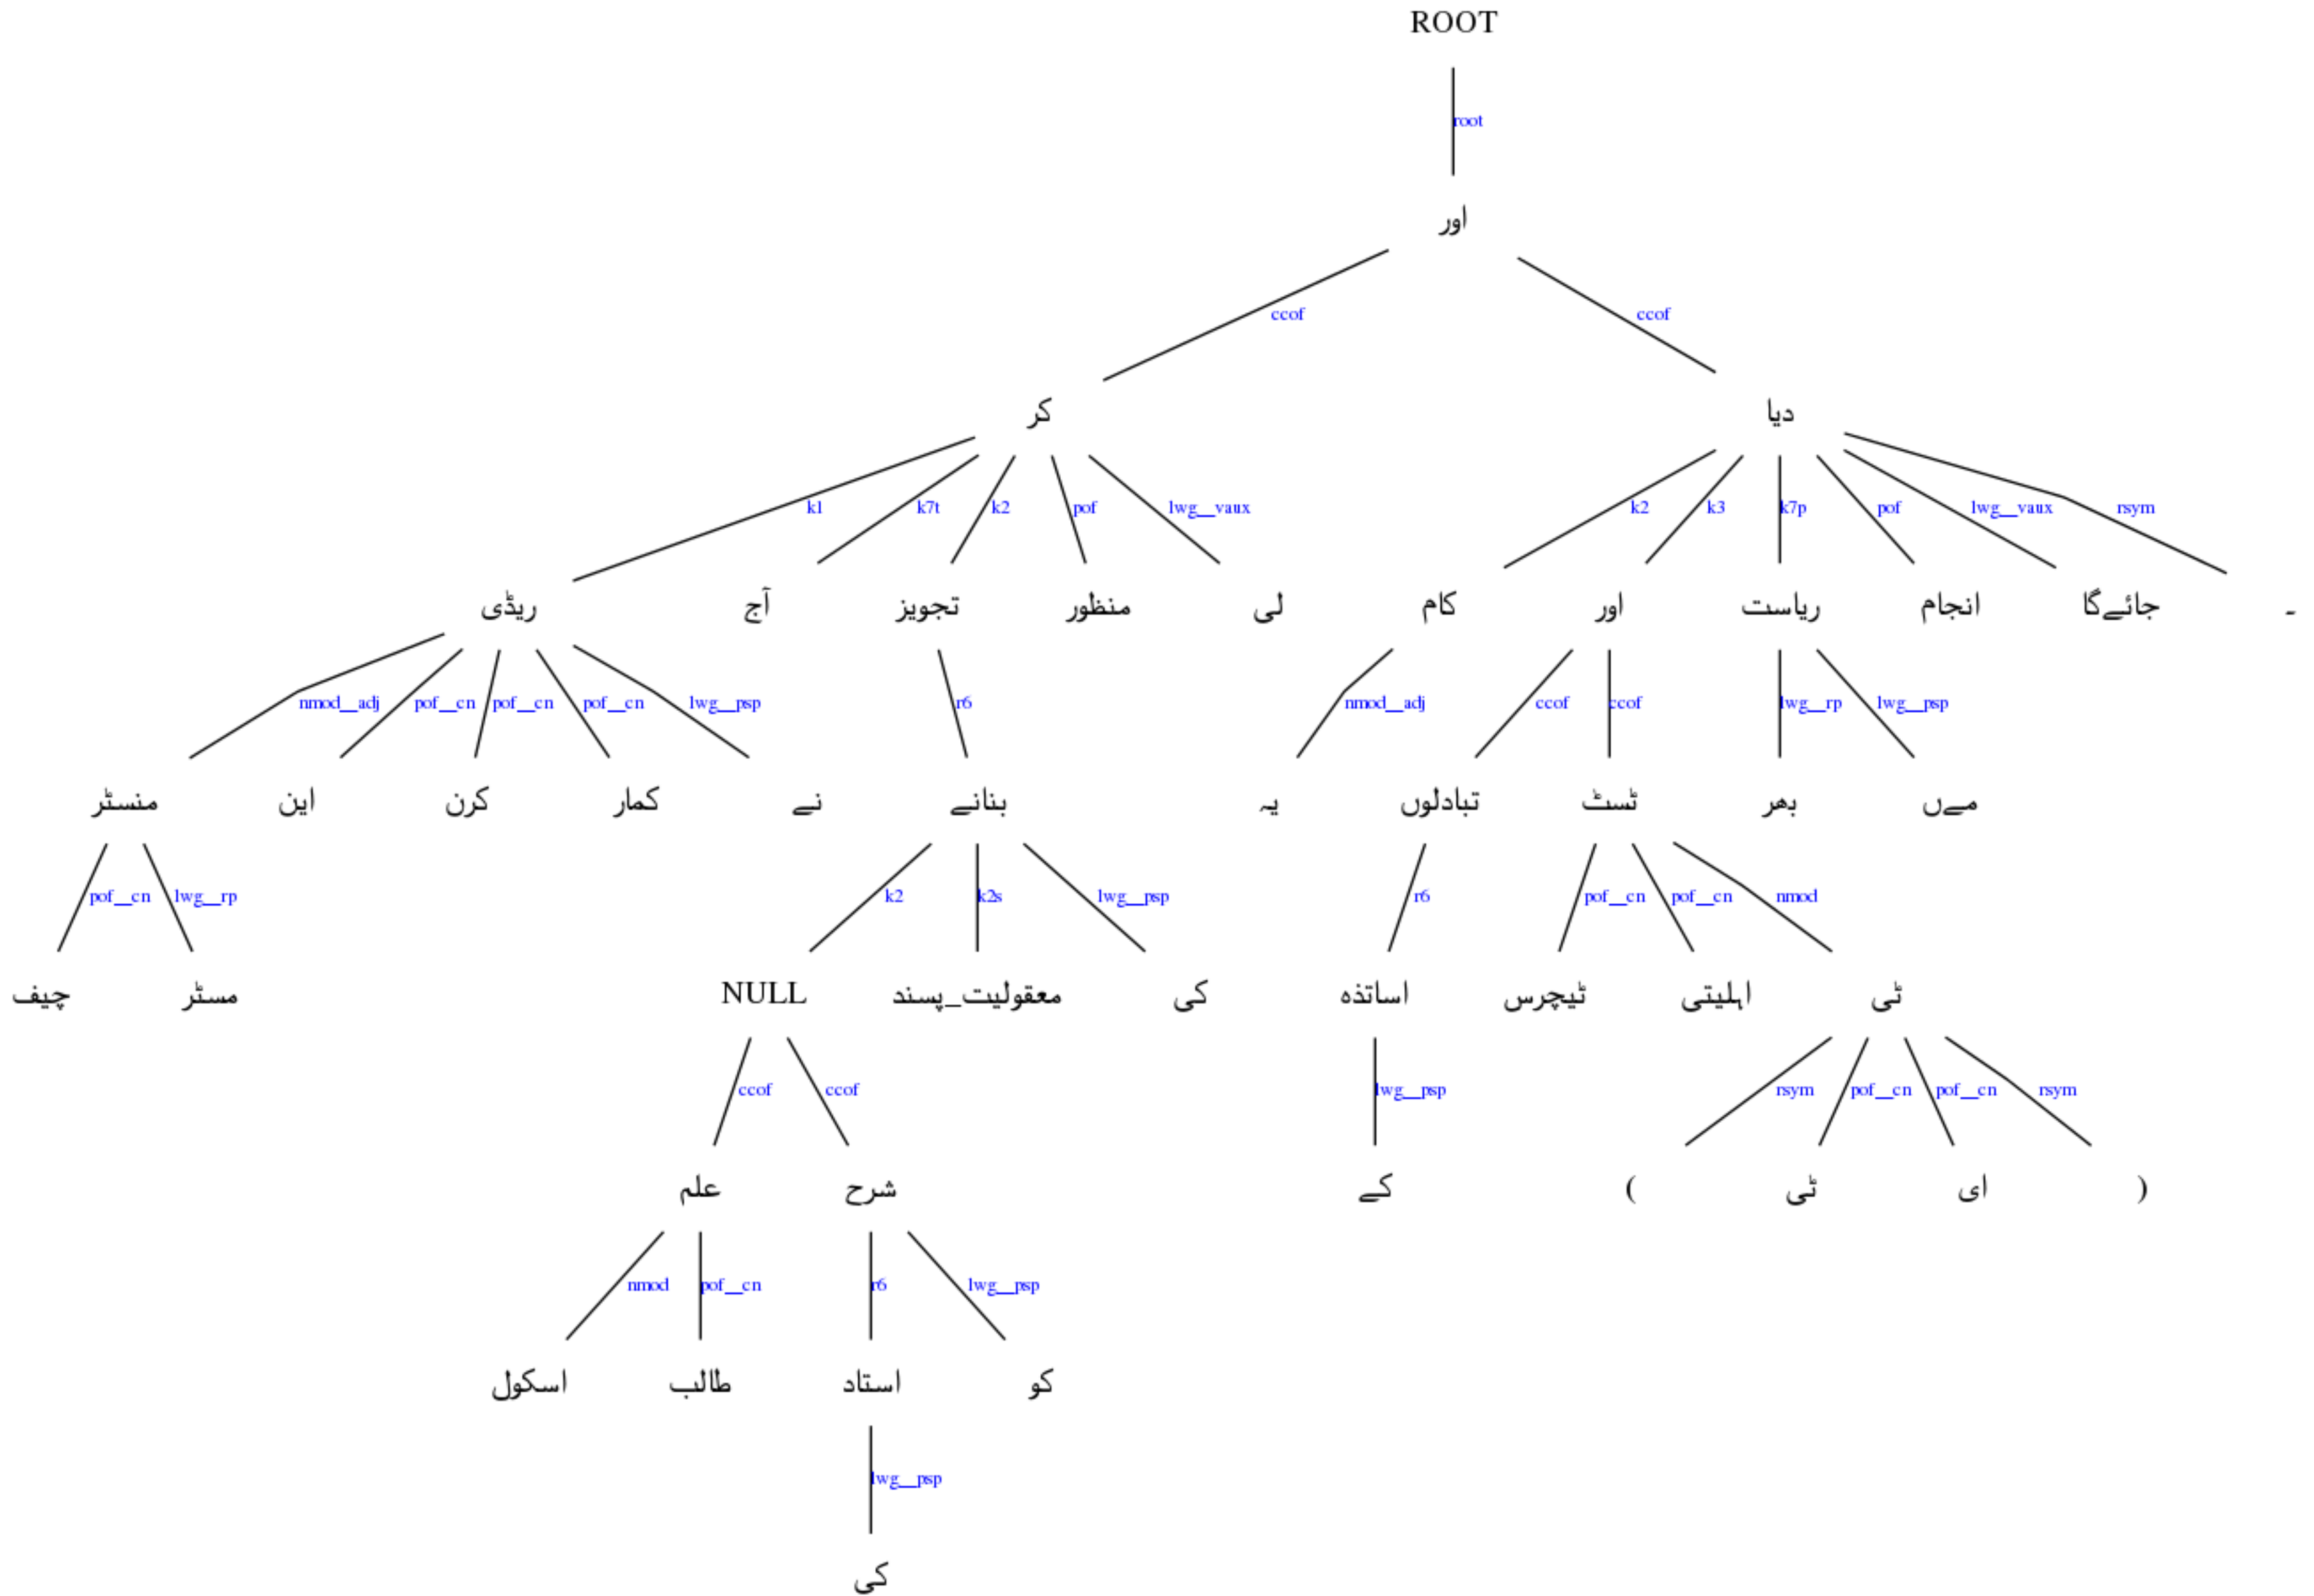 ROOT
root
اور
ccof ccof
کر دیا
k1 k7t k2 pof lwg__vaux k2 k3 k7p pof lwg__vaux rsym
ریڈی آج تجویز منظور لی کام اور ریاست انجام جائےگا ۔
nmod__adj pof__cn pof__cn pof__cn lwg__psp r6 nmod__adj ccof ccof lwg__rp lwg__psp
منسٹر این کرن کمار نے بنانے یہ تبادلوں ٹسٹ بھر مےں
pof__cn lwg__rp k2 k2s lwg__psp r6 pof__cn pof__cn nmod
چیف مسٹر NULL معقولیت_پسند کی اساتذہ ٹیچرس اہلیتی ٹی
ccof ccof lwg__psp rsym pof__cn pof__cn rsym
علم شرح کے ( ٹی ای )
nmod pof__cn r6 lwg__psp
اسکول طالب استاد کو
lwg__psp
کی